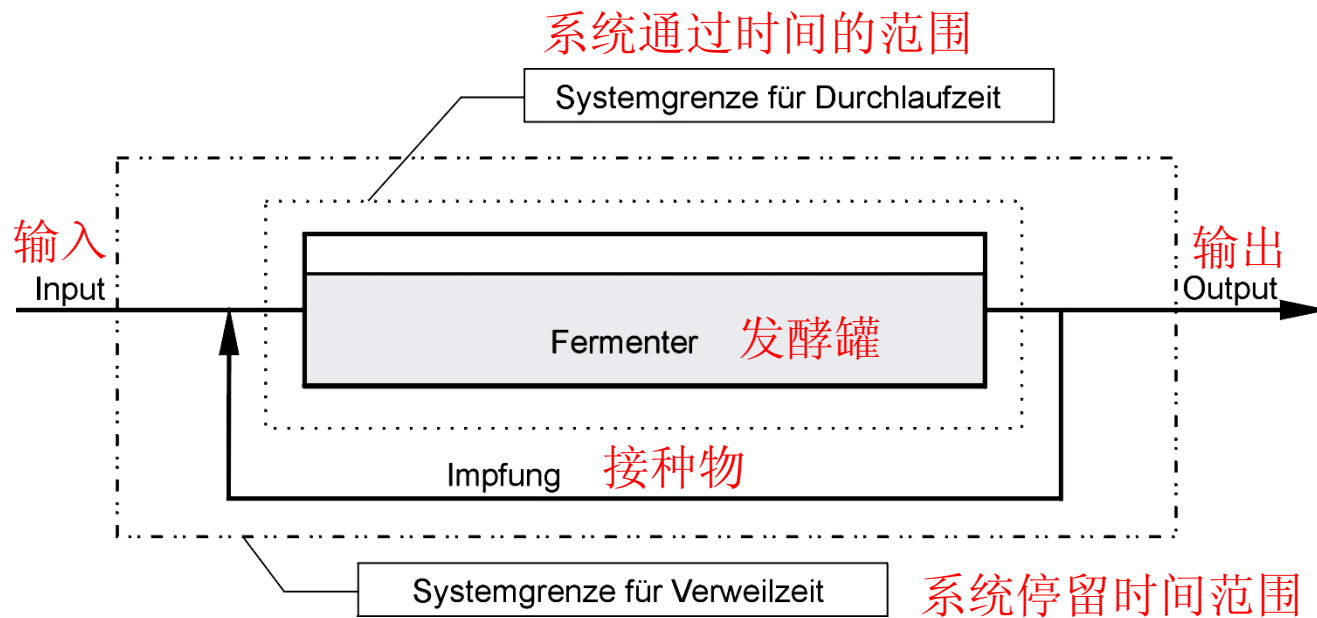 系统通过时间的范围
Systemgrenze für Durchlaufzeit
输入
Input
输出
Output
Fermenter 发酵罐
Impfung 接种物
Systemgrenze für Verweilzeit
系统停留时间范围